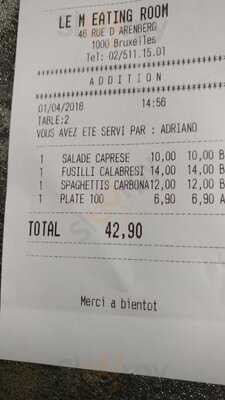 LE M EATING ROOM
46 RUE D ARENBERG
1000 Bruxelles
Tel: 02/511.15.01
********************************
ADDITION
********************************
01/04/2018 14:56
TABLE:2
VOUS AVEZ ETE SERVI PAR : ADRIANO
1 SALADE CAPRESE 10,00 10,00 B
1 FUSILLI CALABRESI 14,00 14,00 B
1 SPAGHETTIS CARBONA12,00 12,00 B
1 PLATE 100 6,90 6,90 A
TOTAL 42,90
Merci a bientot